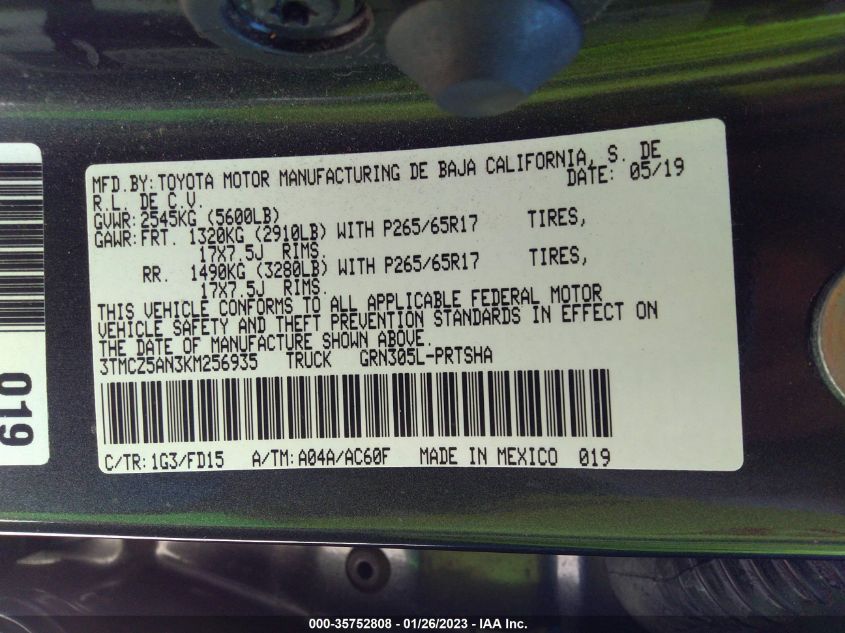 MFD.BY: TOYOTA MOTOR MANUFACTURING DE BAJA CALIFORNIA, S. DE
R.L. DE C.V. DATE: 05/19
GVWR: 2545KG (5600LB)
GAWR: FRT. 1320KG (2910LB) WITH P265/65R17 TIRES,
17X7.5J RIMS.
RR. 1490KG (3280LB) WITH P265/65R17 TIRES,
17X7.5J RIMS.
THIS VEHICLE CONFORMS TO ALL APPLICABLE FEDERAL MOTOR
VEHICLE SAFETY AND THEFT PREVENTION STANDARDS IN EFFECT ON
THE DATE OF MANUFACTURE SHOWN ABOVE.
3TMCZ5AN3KM256935 TRUCK GRN305L-PRTSHA
C/TR: 1G3/FD15 A/TM: A04A/AC60F MADE IN MEXICO 019
019
000-35752808 - 01/26/2023 - IAA Inc.